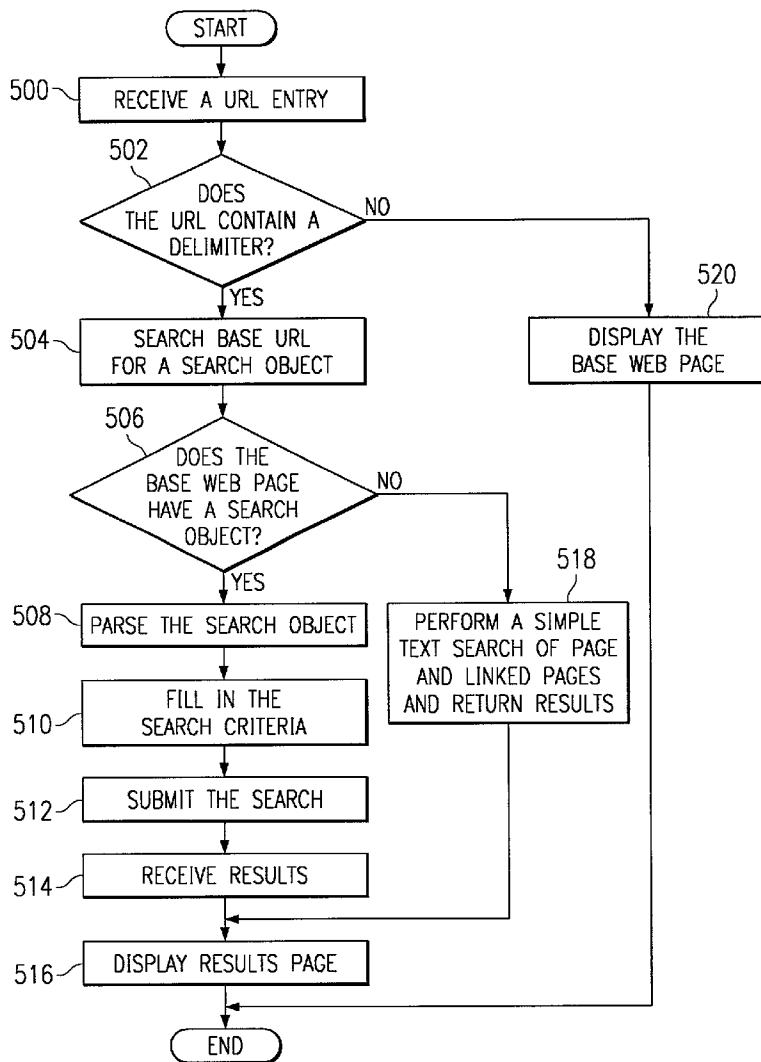 START
500
RECEIVE A URL ENTRY
502
DOES
THE URL CONTAIN A
DELIMITER?
NO
YES
504
SEARCH BASE URL
FOR A SEARCH OBJECT
520
DISPLAY THE
BASE WEB PAGE
506
DOES THE
BASE WEB PAGE
HAVE A SEARCH
OBJECT?
NO
YES
508
PARSE THE SEARCH OBJECT
518
PERFORM A SIMPLE
TEXT SEARCH OF PAGE
AND LINKED PAGES
AND RETURN RESULTS
510
FILL IN THE
SEARCH CRITERIA
512
SUBMIT THE SEARCH
514
RECEIVE RESULTS
516
DISPLAY RESULTS PAGE
END